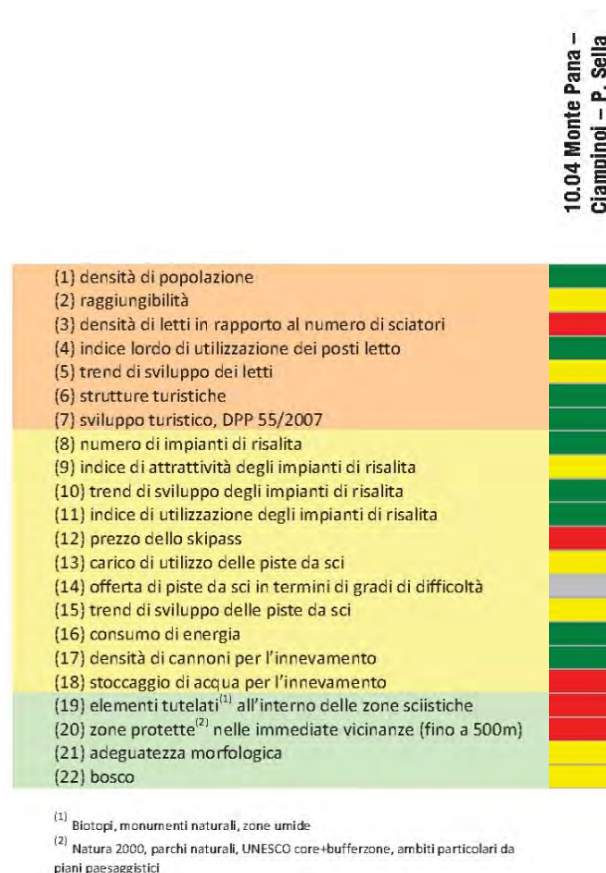 10.04 Monte Pana –
Ciampinoi – P. Sella
(1) densità di popolazione
(2) raggiungibilità
(3) densità di letti in rapporto al numero di sciatori
(4) indice lordo di utilizzazione dei posti letto
(5) trend di sviluppo dei letti
(6) strutture turistiche
(7) sviluppo turistico, DPP 55/2007
(8) numero di impianti di risalita
(9) indice di attrattività degli impianti di risalita
(10) trend di sviluppo degli impianti di risalita
(11) indice di utilizzazione degli impianti di risalita
(12) prezzo dello skipass
(13) carico di utilizzo delle piste da sci
(14) offerta di piste da sci in termini di gradi di difficoltà
(15) trend di sviluppo delle piste da sci
(16) consumo di energia
(17) densità di cannoni per l'innevamento
(18) stoccaggio di acqua per l'innevamento
(19) elementi tutelati(1) all'interno delle zone sciistiche
(20) zone protette(2) nelle immediate vicinanze (fino a 500m)
(21) adeguatezza morfologica
(22) bosco
(1) Biotopi, monumenti naturali, zone umide
(2) Natura 2000, parchi naturali, UNESCO core+bufferzone, ambiti particolari da
piani paesaggistici